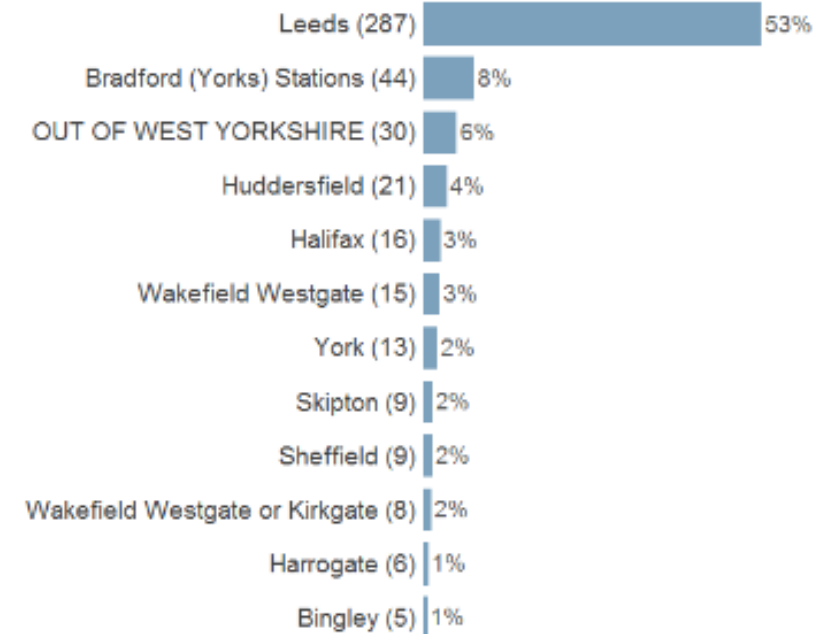 Leeds (287) 53%
Bradford (Yorks) Stations (44) 8%
OUT OF WEST YORKSHIRE (30) 6%
Huddersfield (21) 4%
Halifax (16) 3%
Wakefield Westgate (15) 3%
York (13) 2%
Skipton (9) 2%
Sheffield (9) 2%
Wakefield Westgate or Kirkgate (8) 2%
Harrogate (6) 1%
Bingley (5) 1%